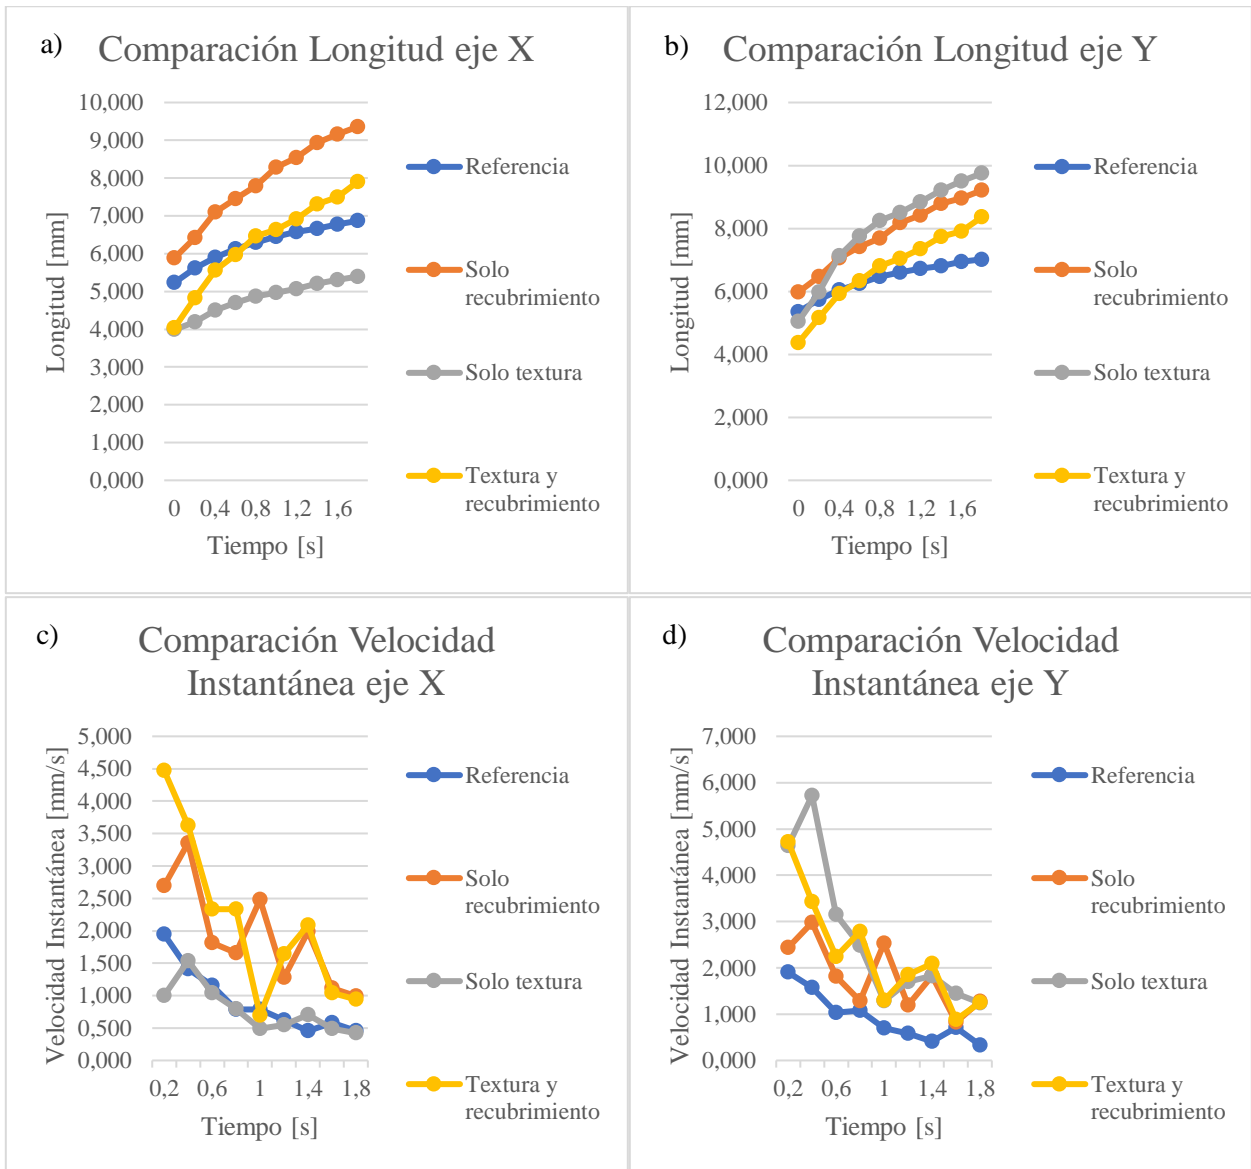 a)
Comparación Longitud eje X
10,000
9,000
8,000
7,000
6,000
5,000
4,000
3,000
2,000
1,000
0,000
Longitud [mm]
0 0,4 0,8 1,2 1,6
Tiempo [s]
Referencia
Solo
recubrimiento
Solo textura
Textura y
recubrimiento
b)
Comparación Longitud eje Y
12,000
10,000
8,000
6,000
4,000
2,000
0,000
Longitud [mm]
0 0,4 0,8 1,2 1,6
Tiempo [s]
Referencia
Solo
recubrimiento
Solo textura
Textura y
recubrimiento
c)
Comparación Velocidad
Instantánea eje X
5,000
4,500
4,000
3,500
3,000
2,500
2,000
1,500
1,000
0,500
0,000
Velocidad Instantánea [mm/s]
0,2 0,6 1 1,4 1,8
Tiempo [s]
Referencia
Solo
recubrimiento
Solo textura
Textura y
recubrimiento
d)
Comparación Velocidad
Instantánea eje Y
7,000
6,000
5,000
4,000
3,000
2,000
1,000
0,000
Velocidad Instantánea [mm/s]
0,2 0,6 1 1,4 1,8
Tiempo [s]
Referencia
Solo
recubrimiento
Solo textura
Textura y
recubrimiento